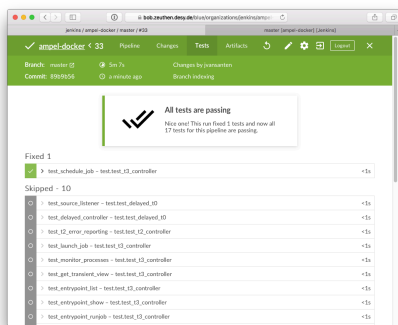 bob.zeuthen.desy.de/blue/organizations/jenkins/ampel
jenkins / ampel-docker / master / #33
master [ampel-docker] [Jenkins]
ampel-docker < 33
Pipeline
Changes
Tests
Artifacts
Logout
Branch: master
5m 7s
Changes by jvansanten
Commit: 89b9b56
a minute ago
Branch indexing
All tests are passing
Nice one! This run fixed 1 tests and now all
17 tests for this pipeline are passing.
Fixed 1
test_schedule_job – test.test_t3_controller <1s
Skipped - 10
test_source_listener – test.test_delayed_t0 <1s
test_delayed_controller – test.test_delayed_t0 <1s
test_t2_error_reporting – test.test_t2_controller <1s
test_launch_job – test.test_t3_controller <1s
test_monitor_processes – test.test_t3_controller <1s
test_get_transient_view – test.test_t3_controller <1s
test_entrypoint_list – test.test_t3_controller <1s
test_entrypoint_show – test.test_t3_controller <1s
test_entrypoint_runjob – test.test_t3_controller <1s